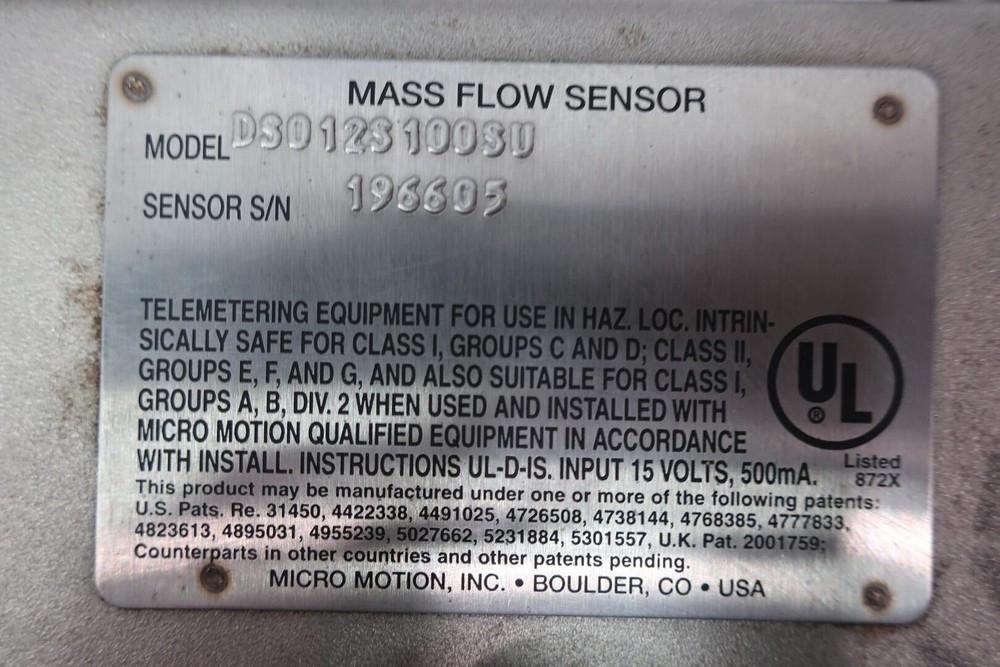 MASS FLOW SENSOR
MODEL DS012S100SU
SENSOR S/N 196605
TELEMETERING EQUIPMENT FOR USE IN HAZ. LOC. INTRIN-
SICALLY SAFE FOR CLASS I, GROUPS C AND D; CLASS II,
GROUPS E, F, AND G, AND ALSO SUITABLE FOR CLASS I,
GROUPS A, B, DIV. 2 WHEN USED AND INSTALLED WITH
MICRO MOTION QUALIFIED EQUIPMENT IN ACCORDANCE
WITH INSTALL. INSTRUCTIONS UL-D-IS. INPUT 15 VOLTS, 500mA.
UL ®
Listed
872X
This product may be manufactured under one or more of the following patents:
U.S. Pats. Re. 31450, 4422338, 4491025, 4726508, 4738144, 4768385, 4777833,
4823613, 4895031, 4955239, 5027662, 5231884, 5301557, U.K. Pat. 2001759;
Counterparts in other countries and other patents pending.
MICRO MOTION, INC. • BOULDER, CO • USA